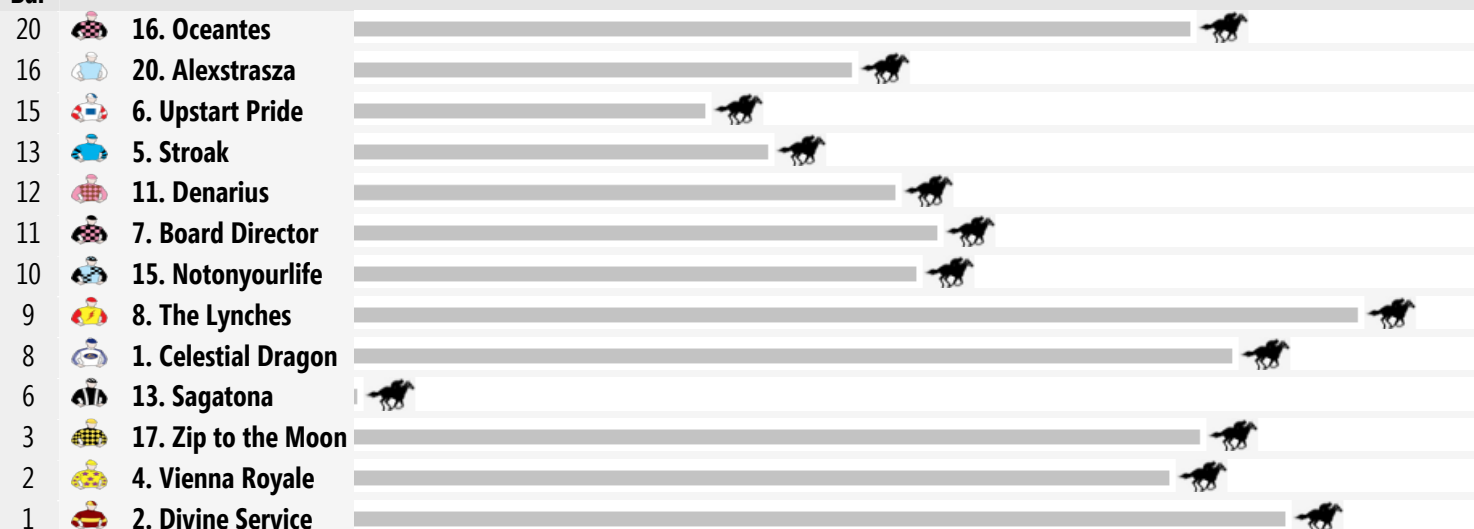 20 16. Oceantes
16 20. Alexstrasza
15 6. Upstart Pride
13 5. Stroak
12 11. Denarius
11 7. Board Director
10 15. Notonyourlife
9 8. The Lynches
8 1. Celestial Dragon
6 13. Sagatona
3 17. Zip to the Moon
2 4. Vienna Royale
1 2. Divine Service